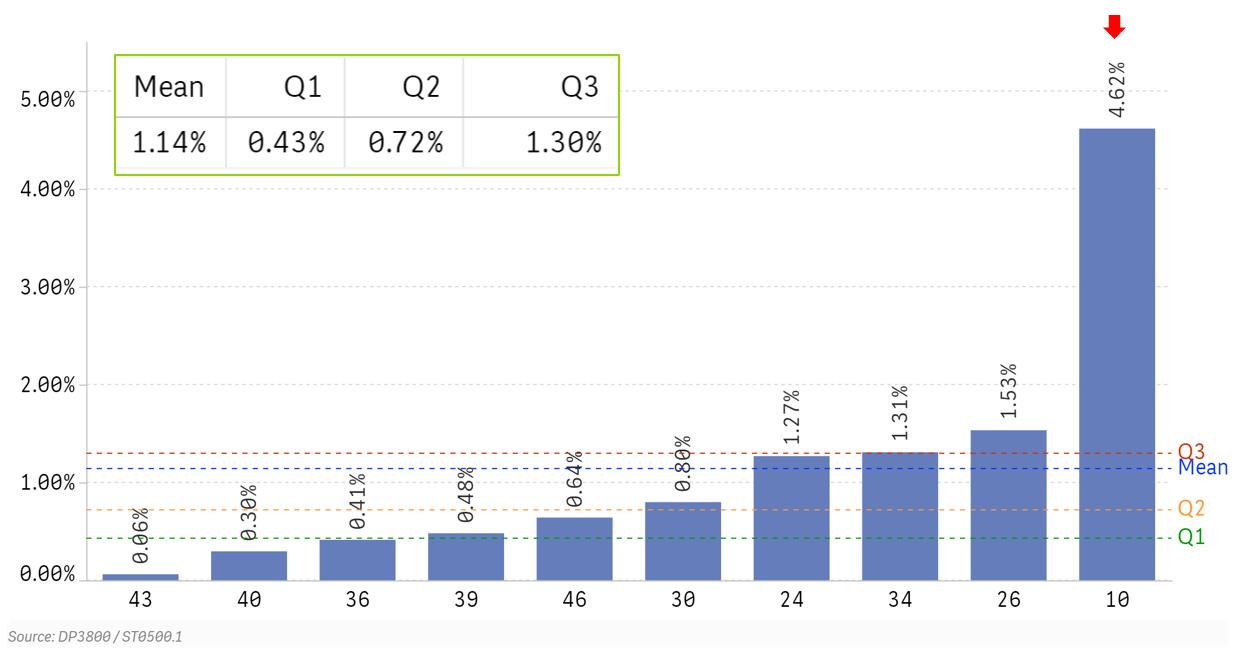 Mean Q1 Q2 Q3
1.14% 0.43% 0.72% 1.30%
5.00%
4.00%
3.00%
2.00%
1.00%
0.00%
0.06%
0.30%
0.41%
0.48%
0.64%
0.80%
1.27%
1.31%
1.53%
4.62%
Q3
Mean
Q2
Q1
43 40 36 39 46 30 24 34 26 10
Source: DP3800 / ST0500.1